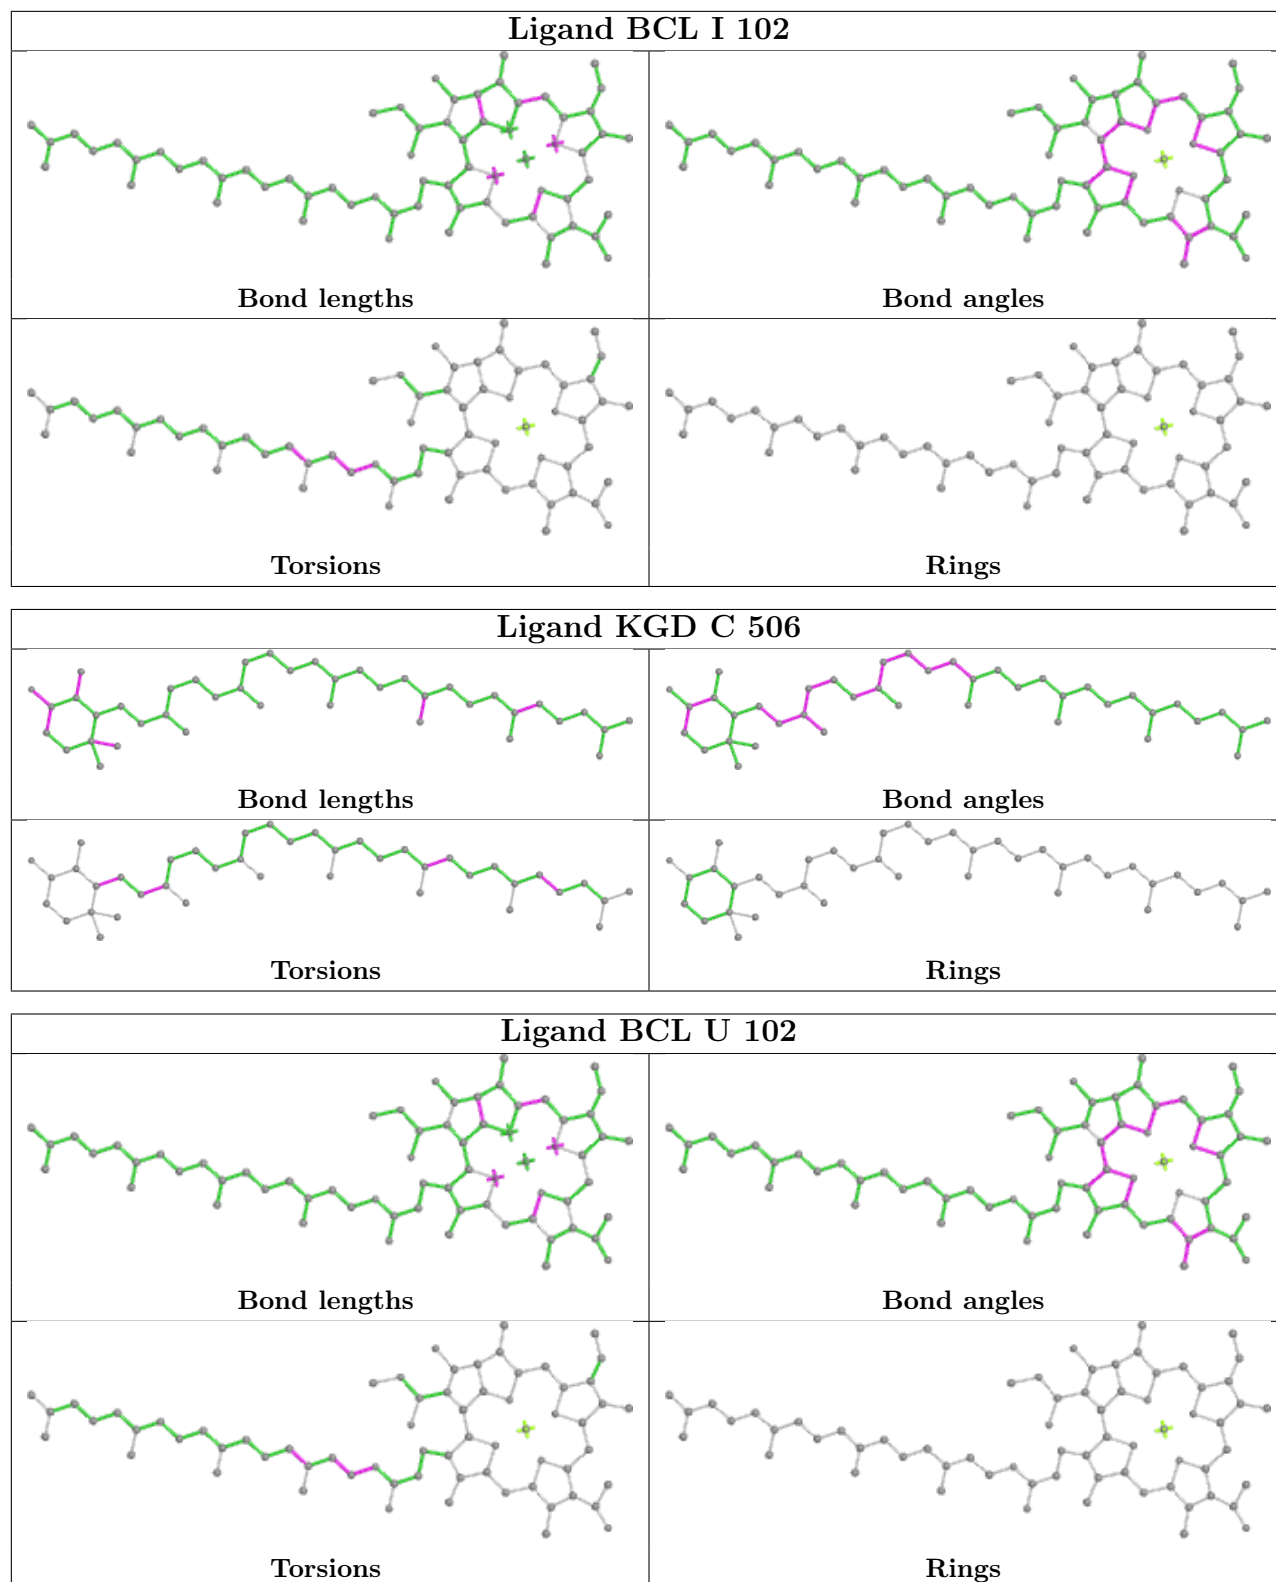 Ligand BCL I 102
Bond lengths
Bond angles
Torsions
Rings
Ligand KGD C 506
Bond lengths
Bond angles
Torsions
Rings
Ligand BCL U 102
Bond lengths
Bond angles
Torsions
Rings